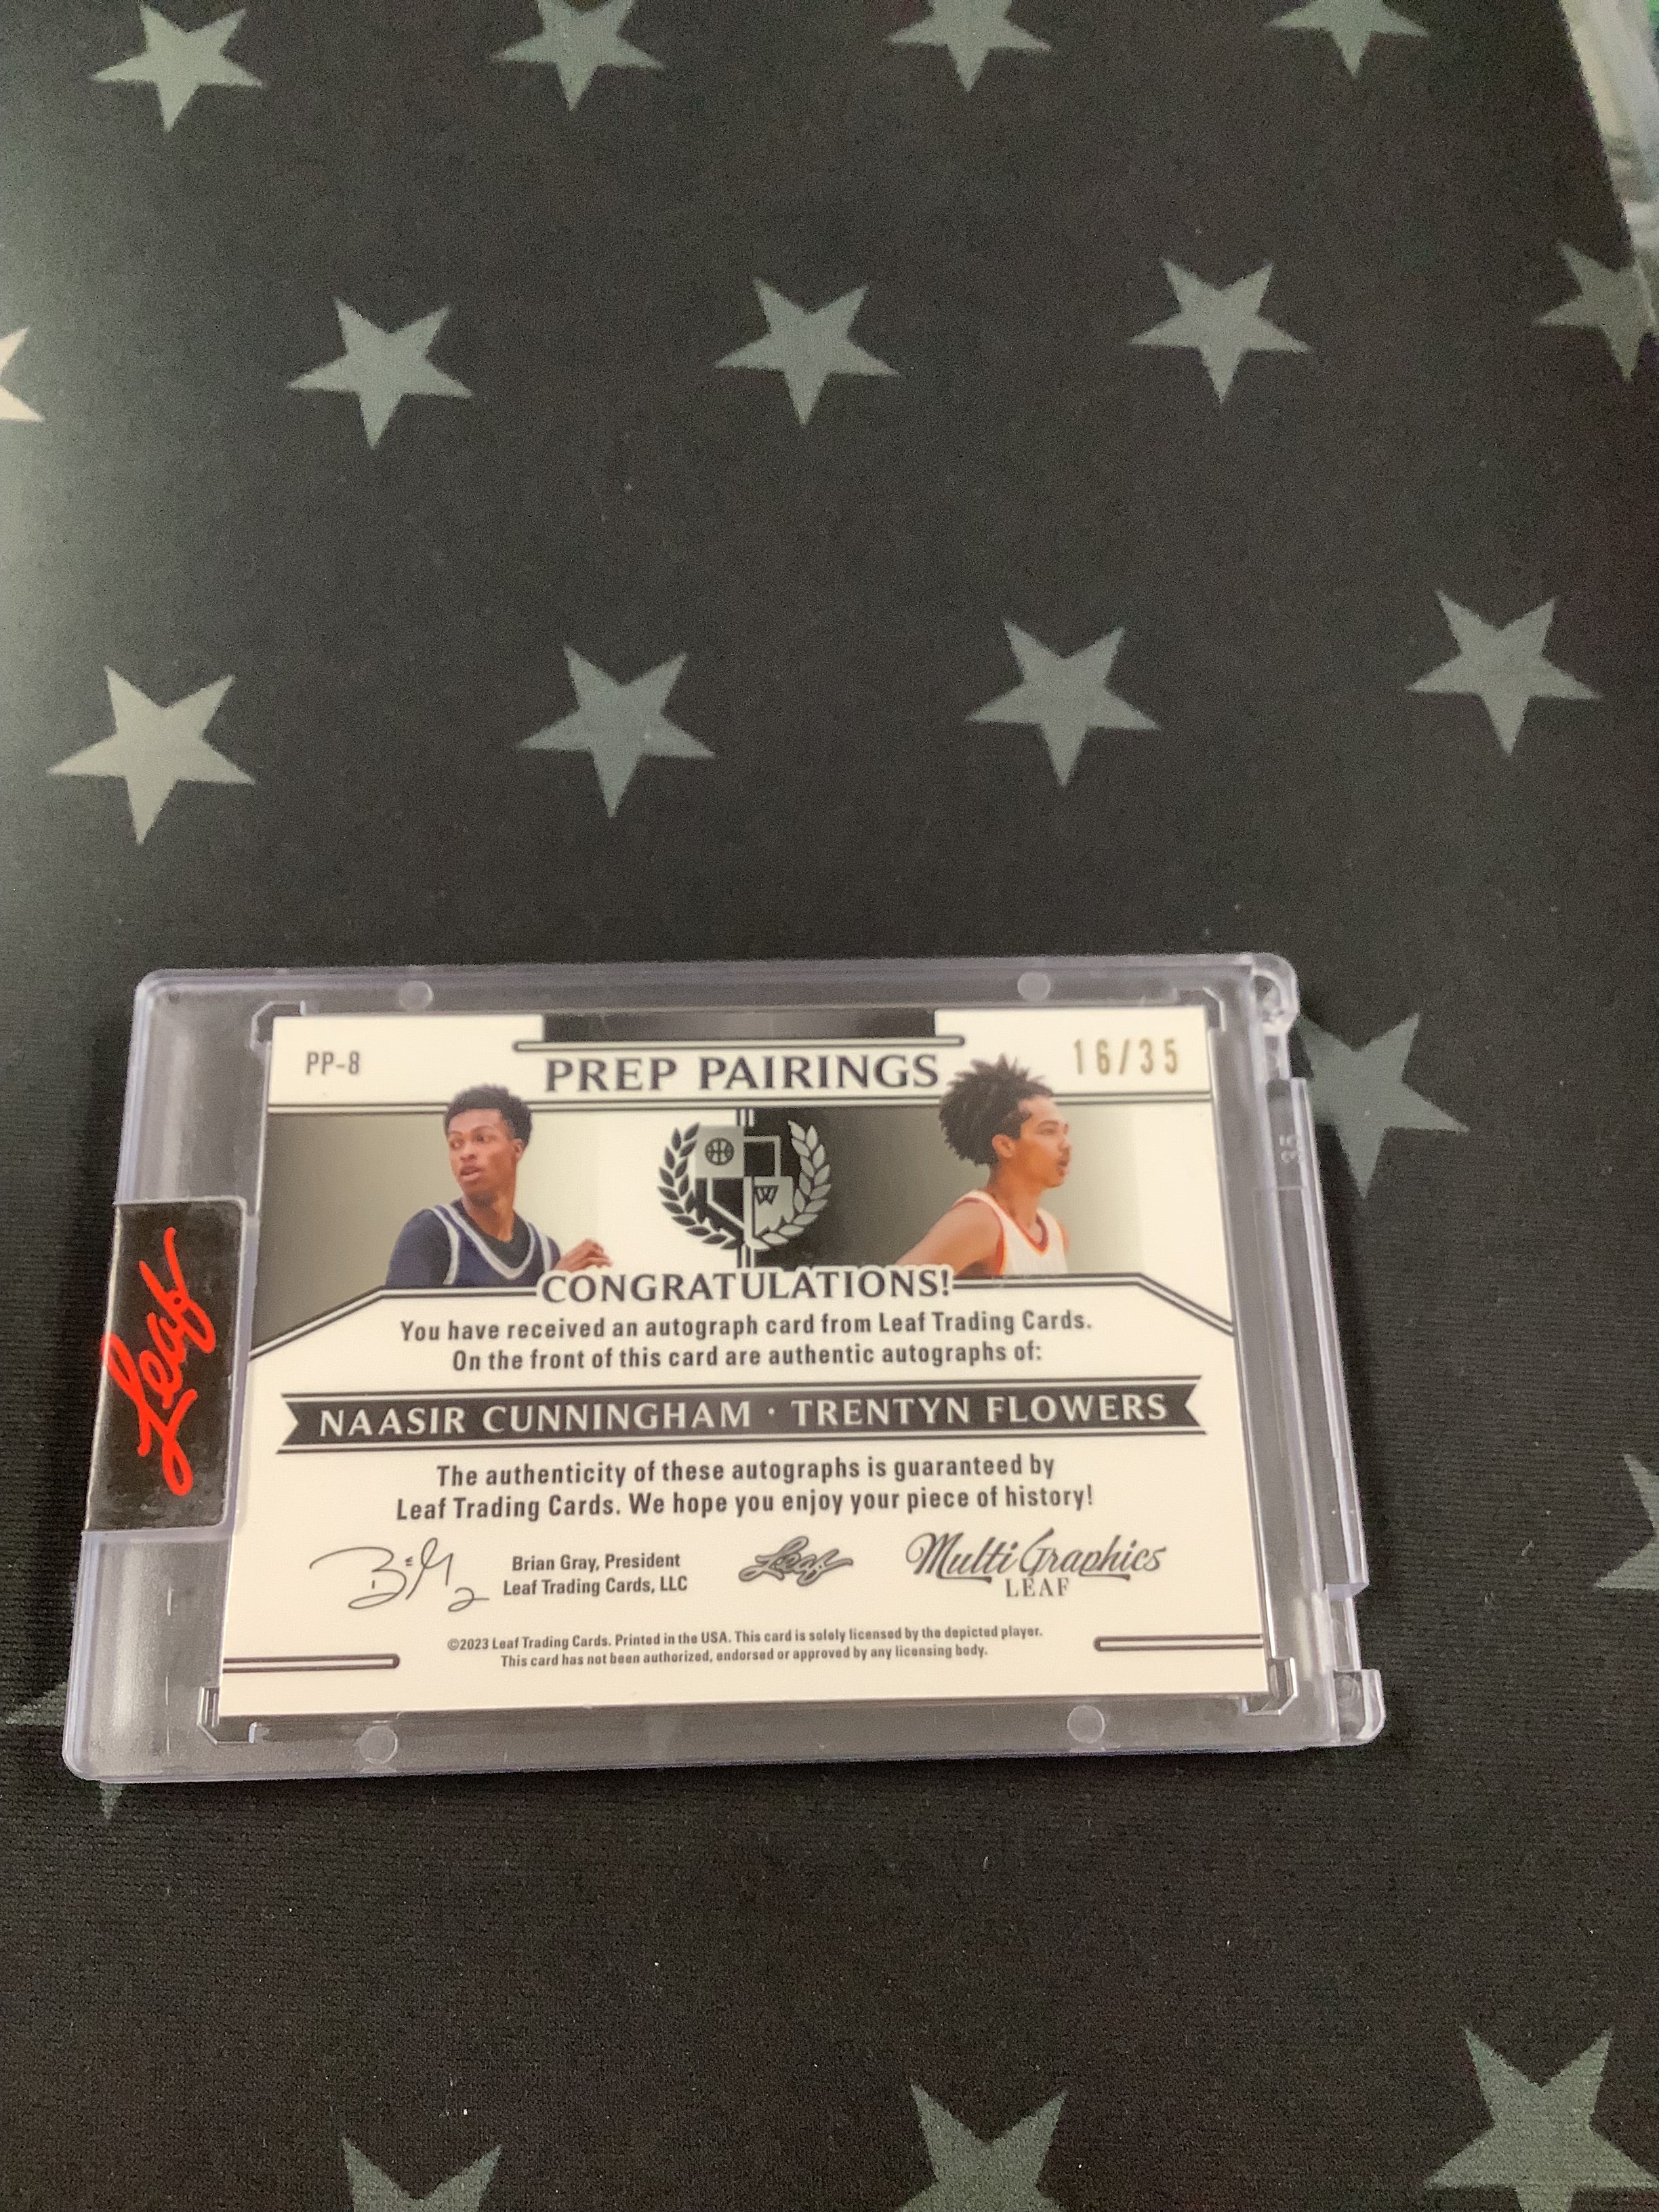 PP-8
PREP PAIRINGS
16/35
CONGRATULATIONS!
You have received an autograph card from Leaf Trading Cards.
On the front of this card are authentic autographs of:
NAASIR CUNNINGHAM · TRENTYN FLOWERS
The authenticity of these autographs is guaranteed by
Leaf Trading Cards. We hope you enjoy your piece of history!
Brian Gray, President
Leaf Trading Cards, LLC
Leaf
Multi Graphics
LEAF
©2023 Leaf Trading Cards. Printed in the USA. This card is solely licensed by the depicted player.
This card has not been authorized, endorsed or approved by any licensing body.
Leaf
35